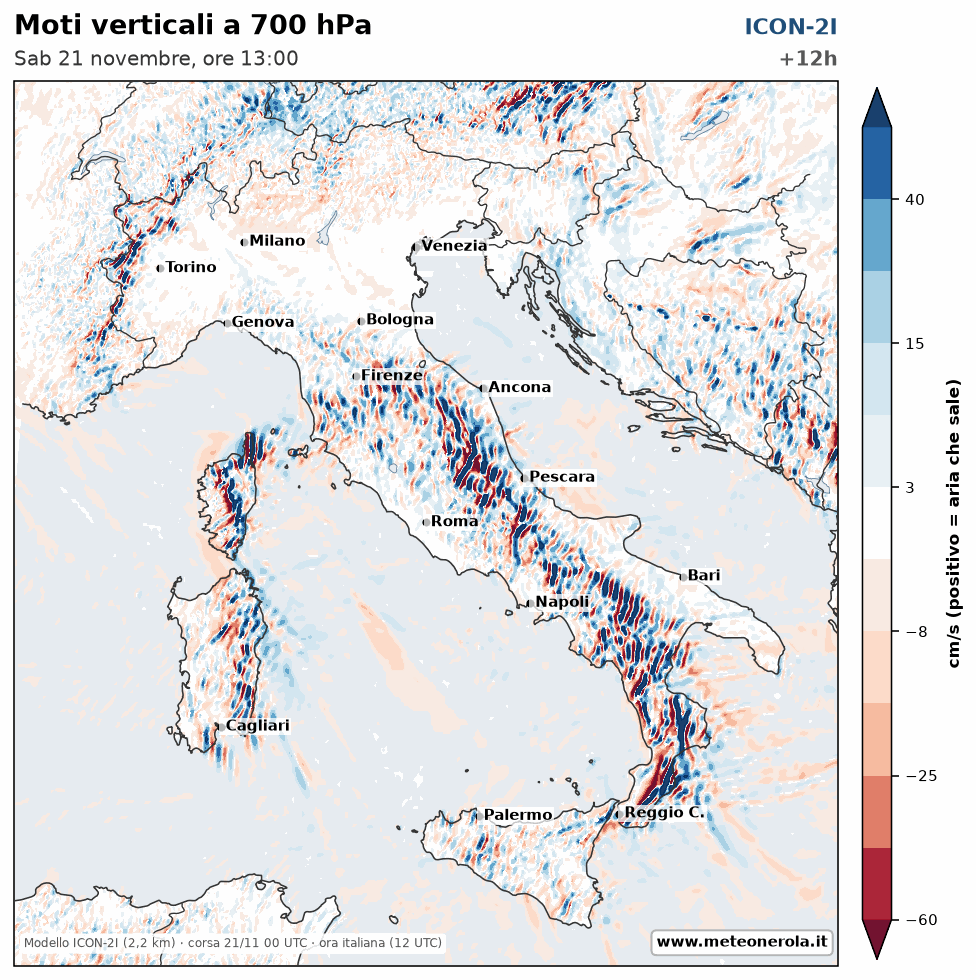 Moti verticali a 700 hPa
ICON-2I
Sab 21 novembre, ore 13:00
+12h
Milano
Venezia
Torino
Genova
Bologna
Firenze
Ancona
Pescara
Roma
Bari
Napoli
Cagliari
Palermo
Reggio C.
40
15
3
−8
−25
−60
cm/s (positivo = aria che sale)
Modello ICON-2I (2,2 km) · corsa 21/11 00 UTC · ora italiana (12 UTC)
www.meteonerola.it